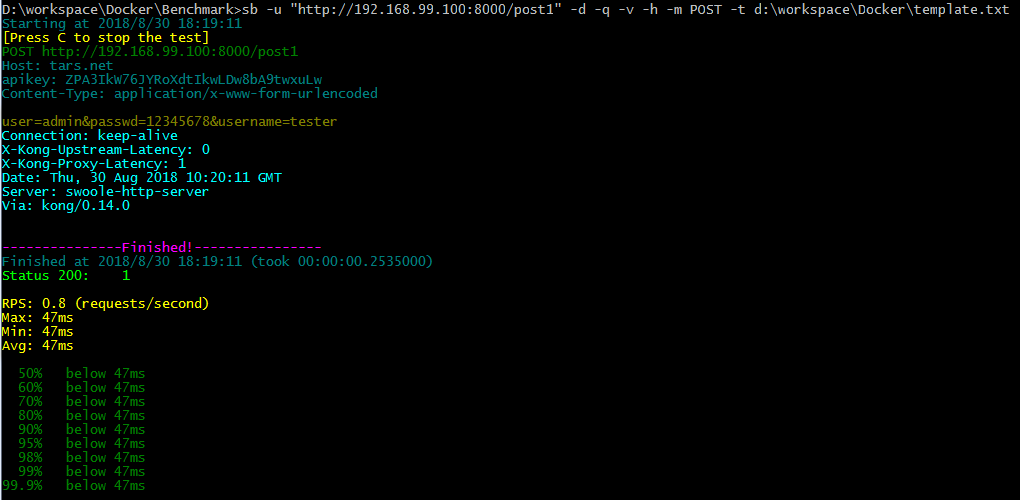 D:\workspace\Docker\Benchmark>sb -u "http://192.168.99.100:8000/post1" -d -q -v -h -m POST -t d:\workspace\Docker\template.txt
Starting at 2018/8/30 18:19:11
[Press C to stop the test]
POST http://192.168.99.100:8000/post1
Host: tars.net
apikey: ZPA3IkW76JYRoXdtIkwLDw8bA9twxuLw
Content-Type: application/x-www-form-urlencoded

user=admin&passwd=12345678&username=tester
Connection: keep-alive
X-Kong-Upstream-Latency: 0
X-Kong-Proxy-Latency: 1
Date: Thu, 30 Aug 2018 10:20:11 GMT
Server: swoole-http-server
Via: kong/0.14.0

---------------Finished!----------------
Finished at 2018/8/30 18:19:11 (took 00:00:00.2535000)
Status 200:    1

RPS: 0.8 (requests/second)
Max: 47ms
Min: 47ms
Avg: 47ms

  50%   below 47ms
  60%   below 47ms
  70%   below 47ms
  80%   below 47ms
  90%   below 47ms
  95%   below 47ms
  98%   below 47ms
  99%   below 47ms
99.9%   below 47ms